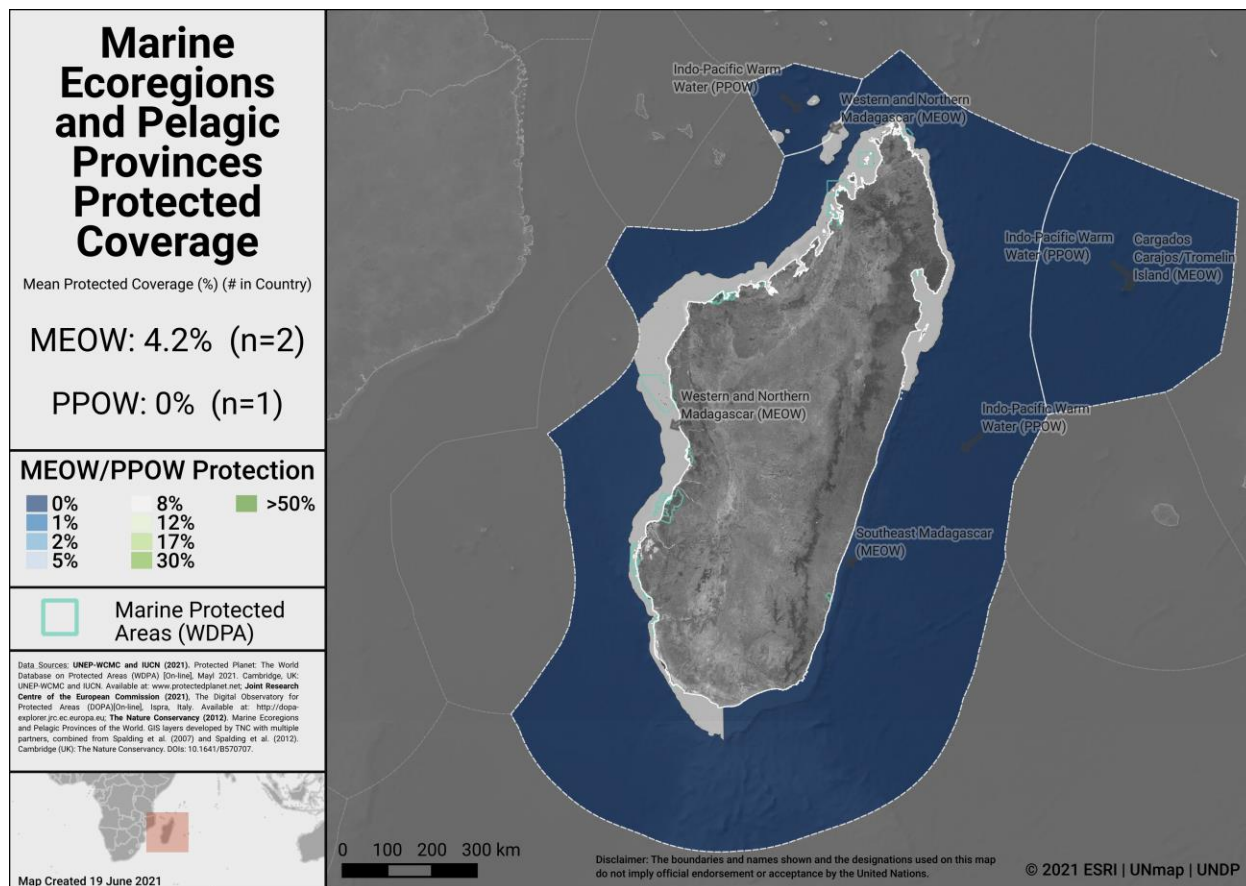 Marine
Ecoregions
and Pelagic
Provinces
Protected
Coverage
Mean Protected Coverage (%) (# in Country)
MEOW: 4.2% (n=2)
PPOW: 0% (n=1)
MEOW/PPOW Protection
0%
1%
2%
5%
8%
12%
17%
30%
>50%
Marine Protected
Areas (WDPA)
Data Sources: UNEP-WCMC and IUCN (2021). Protected Planet: The World
Database on Protected Areas (WDPA) [On-line], Mayl 2021. Cambridge, UK:
UNEP-WCMC and IUCN. Available at: www.protectedplanet.net; Joint Research
Centre of the European Commission (2021), The Digital Observatory for
Protected Areas (DOPA)[On-line], Ispra, Italy. Available at: http://dopa-
explorer.jrc.ec.europa.eu; The Nature Conservancy (2012). Marine Ecoregions
and Pelagic Provinces of the World. GIS layers developed by TNC with multiple
partners, combined from Spalding et al. (2007) and Spalding et al. (2012).
Cambridge (UK): The Nature Conservancy. DOIs: 10.1641/B570707.
Map Created 19 June 2021
Indo-Pacific Warm
Water (PPOW)
Western and Northern
Madagascar (MEOW)
Indo-Pacific Warm
Water (PPOW)
Cargados
Carajos/Tromelin
Island (MEOW)
Western and Northern
Madagascar (MEOW)
Indo-Pacific Warm
Water (PPOW)
Southeast Madagascar
(MEOW)
0 100 200 300 km
Disclaimer: The boundaries and names shown and the designations used on this map
do not imply official endorsement or acceptance by the United Nations.
© 2021 ESRI | UNmap | UNDP